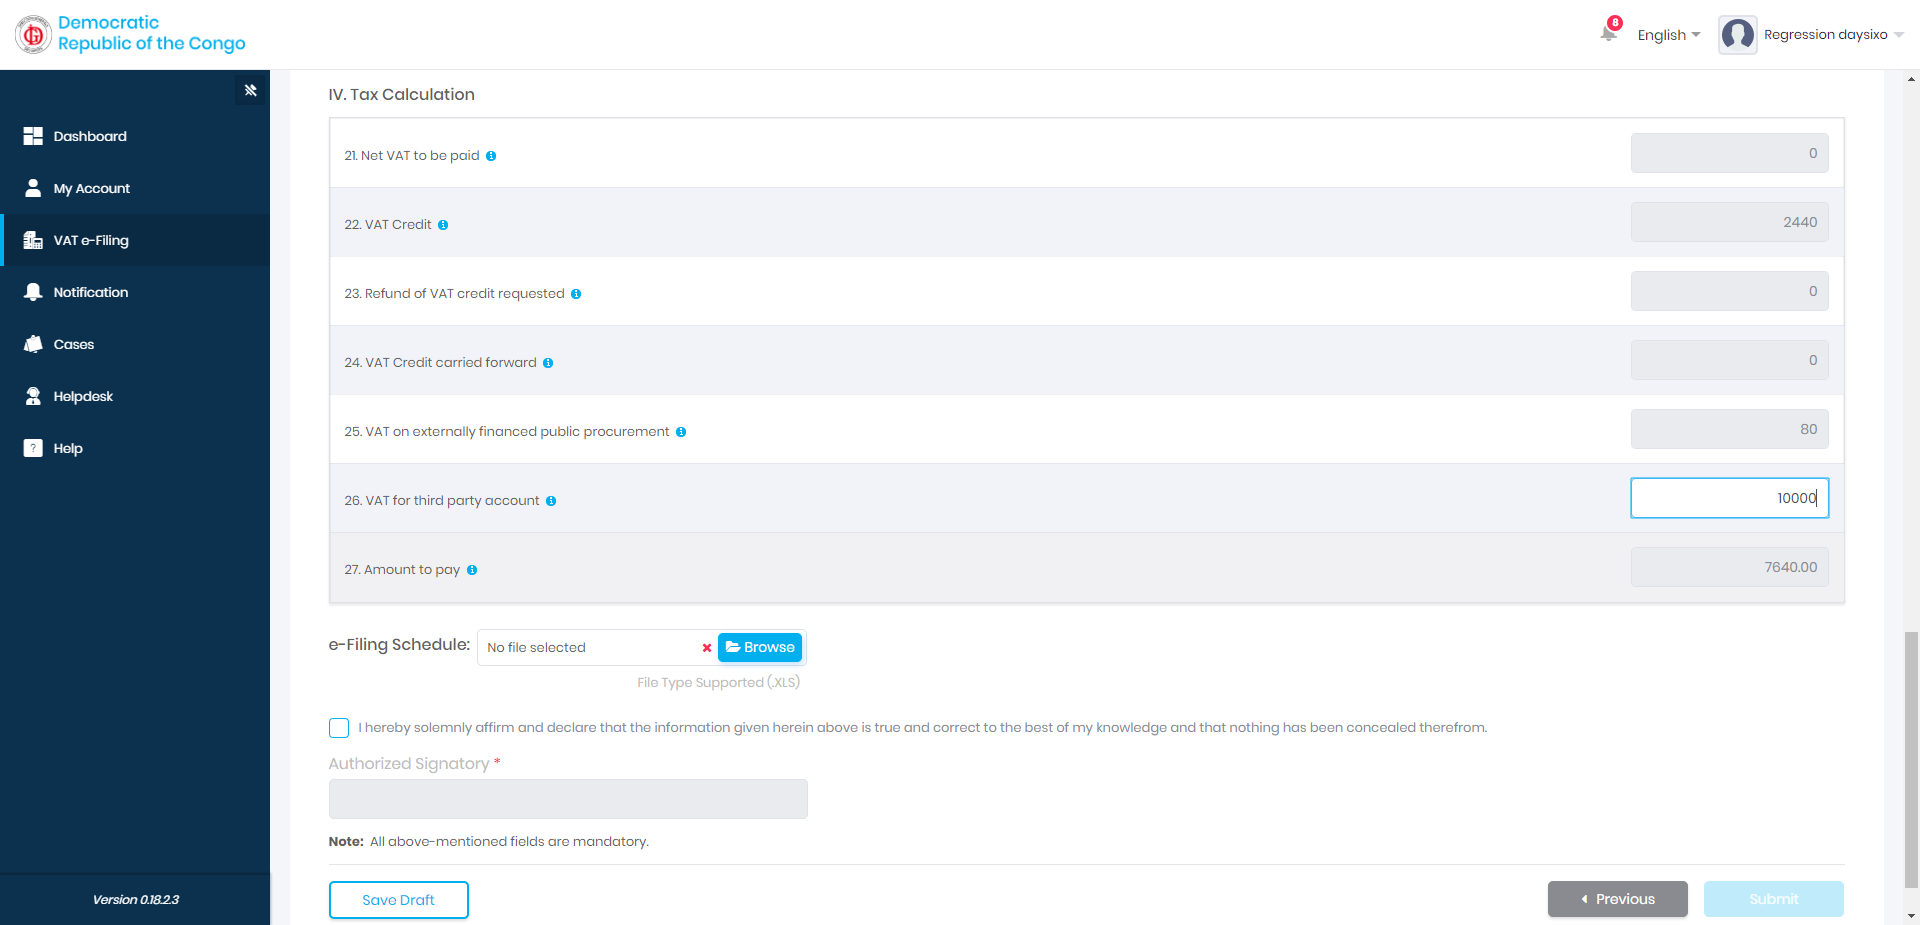 Democratic
Republic of the Congo
8
English
Regression daysixo
Dashboard
My Account
VAT e-Filing
Notification
Cases
Helpdesk
? Help
Version 0.18.2.3
IV. Tax Calculation
21. Net VAT to be paid 0
22. VAT Credit 2440
23. Refund of VAT credit requested 0
24. VAT Credit carried forward 0
25. VAT on externally financed public procurement 80
26. VAT for third party account 10000
27. Amount to pay 7640.00
e-Filing Schedule: No file selected Browse
File Type Supported (.XLS)
I hereby solemnly affirm and declare that the information given herein above is true and correct to the best of my knowledge and that nothing has been concealed therefrom.
Authorized Signatory *
Note: All above-mentioned fields are mandatory.
Save Draft
Previous
Submit